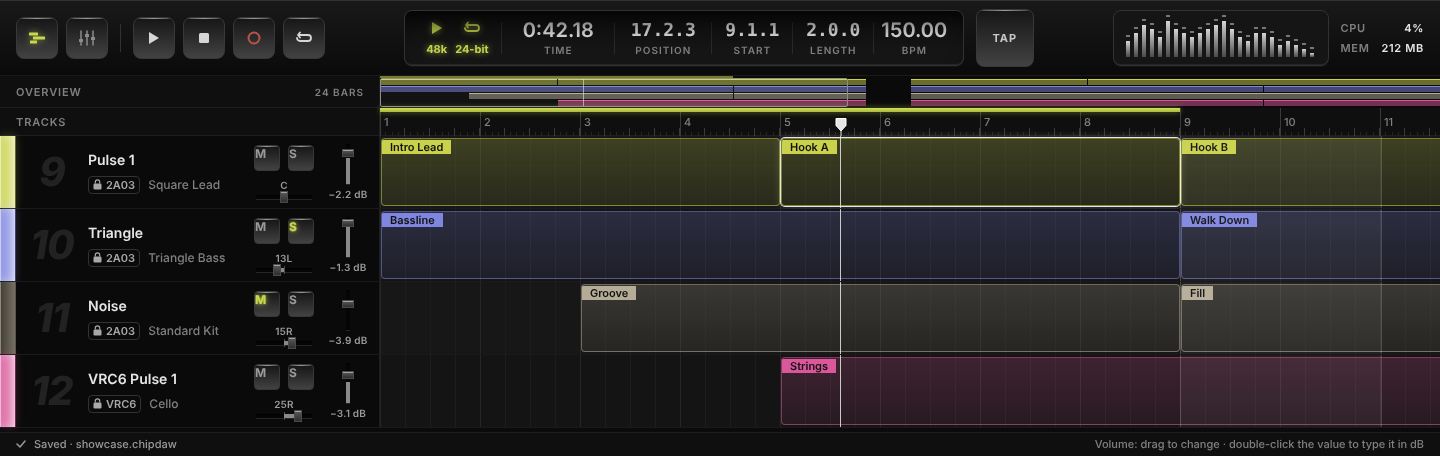 0:42.18 17.2.3 9.1.1 2.0.0 150.00
48k 24-bit TIME POSITION START LENGTH BPM
TAP
CPU 4%
MEM 212 MB
OVERVIEW 24 BARS
TRACKS
1 2 3 4 5 6 7 8 9 10 11
9 Pulse 1 M S
2A03 Square Lead C −2.2 dB
Intro Lead Hook A Hook B
10 Triangle M S
2A03 Triangle Bass 13L −1.3 dB
Bassline Walk Down
11 Noise M S
2A03 Standard Kit 15R −3.9 dB
Groove Fill
12 VRC6 Pulse 1 M S
VRC6 Cello 25R −3.1 dB
Strings
Saved · showcase.chipdaw
Volume: drag to change · double-click the value to type it in dB